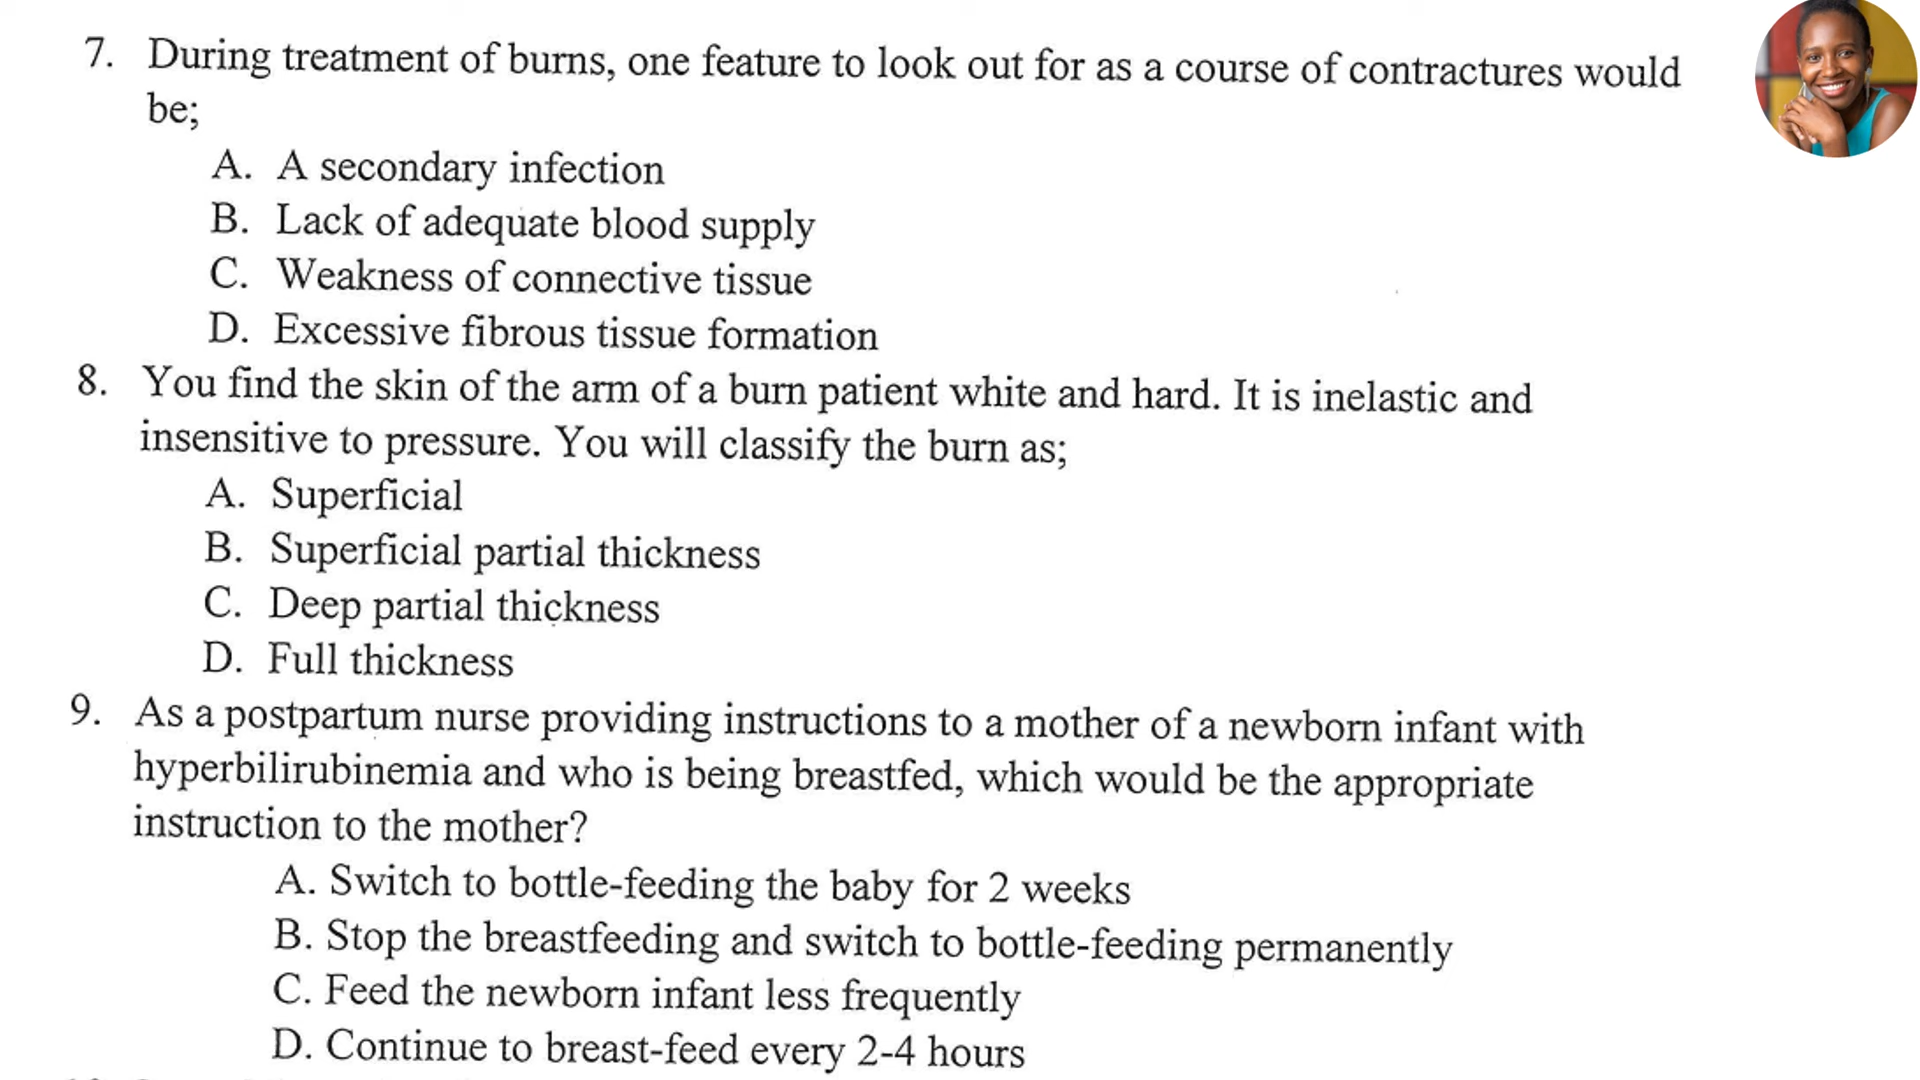 7. During treatment of burns, one feature to look out for as a course of contractures would
be;
A. A secondary infection
B. Lack of adequate blood supply
C. Weakness of connective tissue
D. Excessive fibrous tissue formation
8. You find the skin of the arm of a burn patient white and hard. It is inelastic and
insensitive to pressure. You will classify the burn as;
A. Superficial
B. Superficial partial thickness
C. Deep partial thickness
D. Full thickness
9. As a postpartum nurse providing instructions to a mother of a newborn infant with
hyperbilirubinemia and who is being breastfed, which would be the appropriate
instruction to the mother?
A. Switch to bottle-feeding the baby for 2 weeks
B. Stop the breastfeeding and switch to bottle-feeding permanently
C. Feed the newborn infant less frequently
D. Continue to breast-feed every 2-4 hours